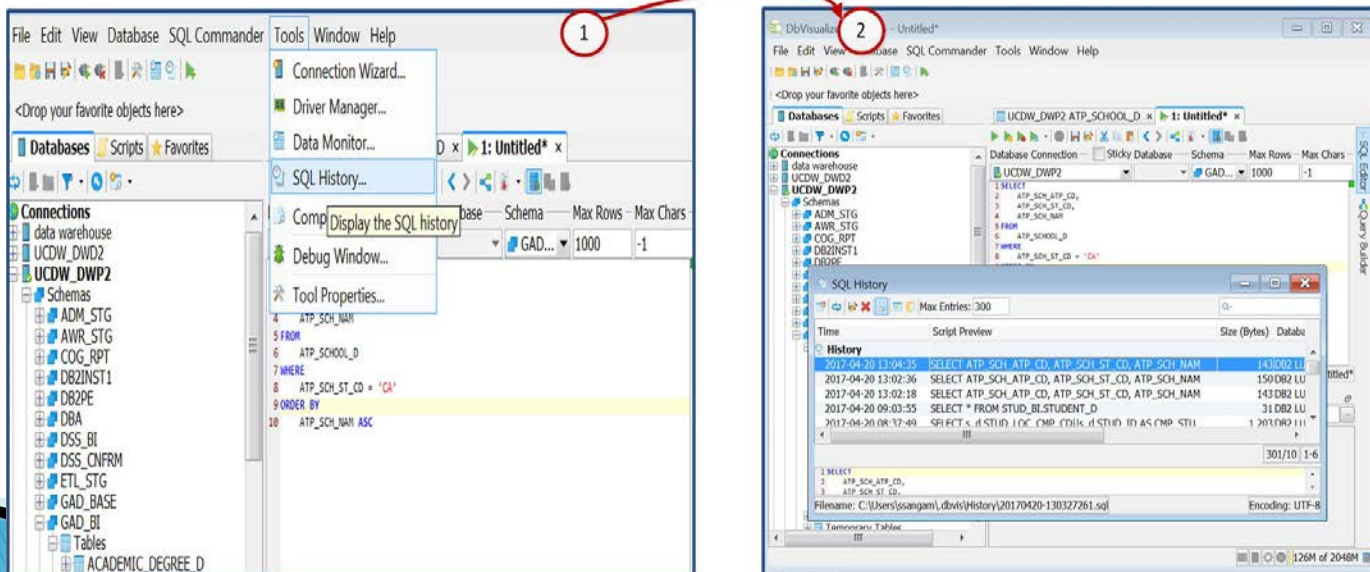 1
File Edit View Database SQL Commander Tools Window Help
Connection Wizard...
<Drop your favorite objects here>
Driver Manager...
Data Monitor...
Databases Scripts Favorites
D × 1: Untitled* ×
SQL History...
Display the SQL history
Schema Max Rows Max Chars
GAD... 1000 -1
Debug Window...
Tool Properties...
Connections
data warehouse
UCDW_DWD2
UCDW_DWP2
Schemas
ADM_STG
AWR_STG
COG_RPT
DB2INST1
DB2PE
DBA
DSS_BI
DSS_CNFRM
ETL_STG
GAD_BASE
GAD_BI
Tables
ACADEMIC_DEGREE_D
4 ATP_SCH_NAM
5 FROM
6 ATP_SCHOOL_D
7 WHERE
8 ATP_SCH_ST_CD = 'CA'
9 ORDER BY
10 ATP_SCH_NAM ASC
2
- Untitled*
File Edit View Database SQL Commander Tools Window Help
<Drop your favorite objects here>
Databases Scripts Favorites
UCDW_DWP2 ATP_SCHOOL_D × 1: Untitled* ×
Connections
data warehouse
UCDW_DWD2
UCDW_DWP2
Schemas
ADM_STG
AWR_STG
COG_RPT
DB2INST1
DB2PE
Database Connection Sticky Database Schema Max Rows Max Chars
UCDW_DWP2 GAD... 1000 -1
1 SELECT
2 ATP_SCH_ATP_CD,
3 ATP_SCH_ST_CD,
4 ATP_SCH_NAM
5 FROM
6 ATP_SCHOOL_D
7 WHERE
8 ATP_SCH_ST_CD = 'CA'
SQL Editor
Query Builder
SQL History
Max Entries: 300
Time Script Preview Size (Bytes)
History
2017-04-20 13:04:35 SELECT ATP_SCH_ATP_CD, ATP_SCH_ST_CD, ATP_SCH_NAM 143 DB2 LU
2017-04-20 13:02:36 SELECT ATP_SCH_ATP_CD, ATP_SCH_ST_CD, ATP_SCH_NAM 150 DB2 LU
2017-04-20 13:02:18 SELECT ATP_SCH_ATP_CD, ATP_SCH_ST_CD, ATP_SCH_NAM 143 DB2 LU
2017-04-20 09:03:55 SELECT * FROM STUD_BI.STUDENT_D 31 DB2 LU
2017-04-20 08:37:49
301/10 1-6
1 SELECT
2 ATP_SCH_ATP_CD,
3 ATP_SCH_ST_CD,
Filename: C:\Users\ssangam\.dbvis\History\20170420-130327261.sql Encoding: UTF-8
Temporary Tables
126M of 2048M